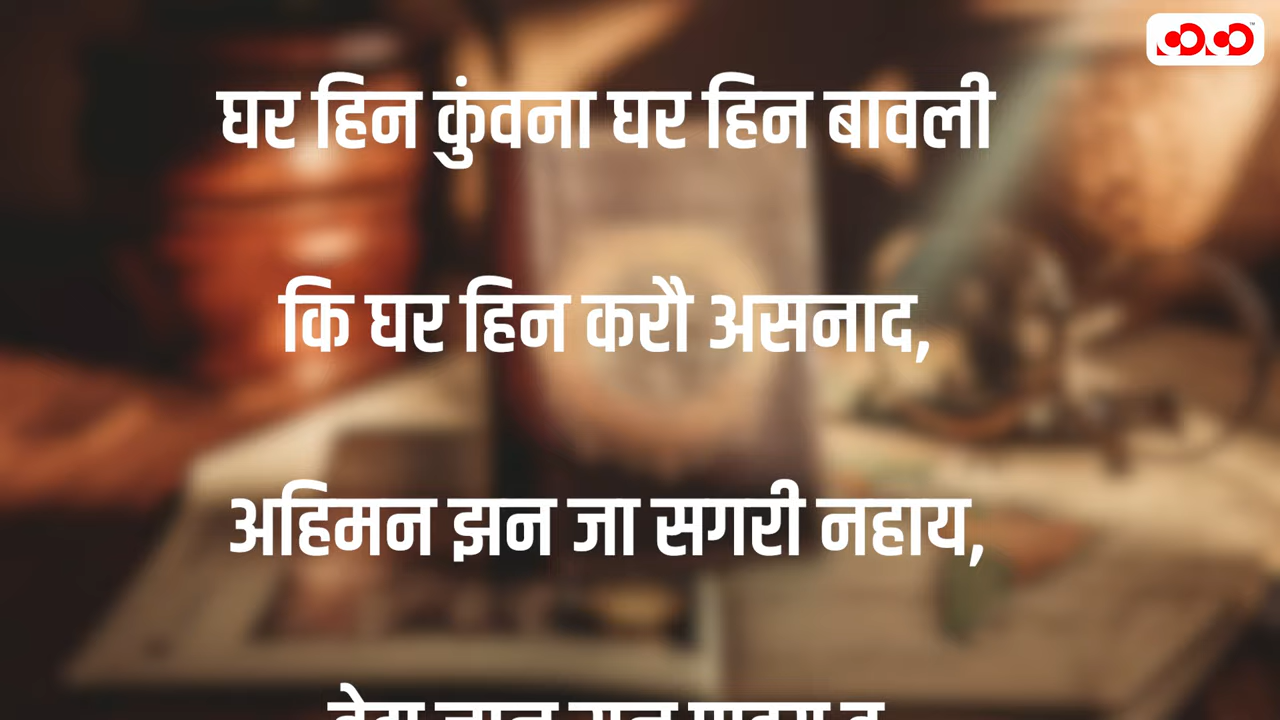 घर हिन कुंवना घर हिन बावली
कि घर हिन करौ असनाद,
अहिमन झन जा सगरी नहाय,